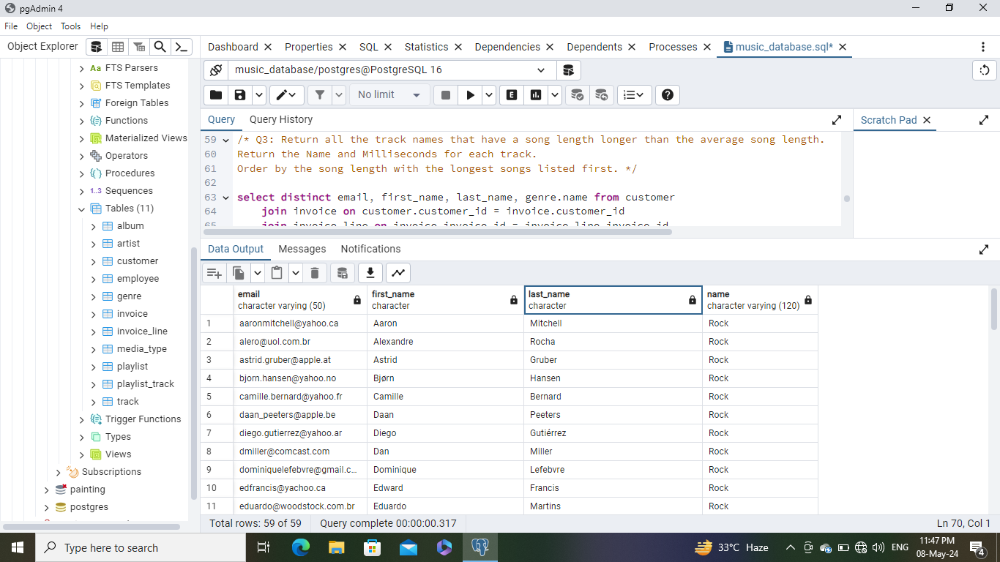 pgAdmin 4
File Object Tools Help
Object Explorer
Dashboard Properties SQL Statistics Dependencies Dependents Processes music_database.sql*
music_database/postgres@PostgreSQL 16
No limit
E
Query Query History
Scratch Pad
59 /* Q3: Return all the track names that have a song length longer than the average song length.
60 Return the Name and Milliseconds for each track.
61 Order by the song length with the longest songs listed first. */
62
63 select distinct email, first_name, last_name, genre.name from customer
64 join invoice on customer.customer_id = invoice.customer_id
65 join invoice_line on invoice.invoice_id = invoice_line.invoice_id
Aa FTS Parsers
FTS Templates
Foreign Tables
Functions
Materialized Views
Operators
Procedures
1..3 Sequences
Tables (11)
album
artist
customer
employee
genre
invoice
invoice_line
media_type
playlist
playlist_track
track
Trigger Functions
Types
Views
Subscriptions
painting
postgres
Data Output Messages Notifications
email first_name last_name name
character varying (50) character character character varying (120)
1 aaronmitchell@yahoo.ca Aaron Mitchell Rock
2 alero@uol.com.br Alexandre Rocha Rock
3 astrid.gruber@apple.at Astrid Gruber Rock
4 bjorn.hansen@yahoo.no Bjørn Hansen Rock
5 camille.bernard@yahoo.fr Camille Bernard Rock
6 daan_peeters@apple.be Daan Peeters Rock
7 diego.gutierrez@yahoo.ar Diego Gutiérrez Rock
8 dmiller@comcast.com Dan Miller Rock
9 dominiquelefebvre@gmail.c... Dominique Lefebvre Rock
10 edfrancis@yachoo.ca Edward Francis Rock
11 eduardo@woodstock.com.br Eduardo Martins Rock
Total rows: 59 of 59 Query complete 00:00:00.317 Ln 70, Col 1
Type here to search
33°C Haze
ENG
11:47 PM
08-May-24
4